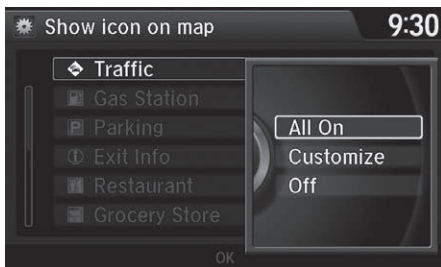 Show icon on map 9:30
Traffic
Gas Station
Parking
Exit Info
Restaurant
Grocery Store
All On
Customize
Off
OK